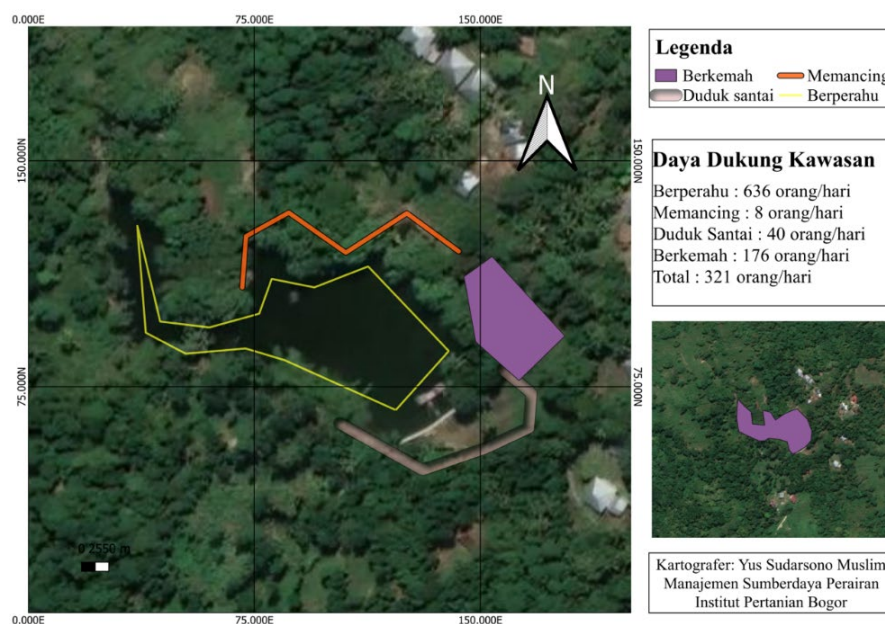 0.000E 75.000E 150.000E
N
150.000N 150.000N
75.000N 75.000N
0 2550 m
0.000E 75.000E 150.000E
Legenda
Berkemah Memancing
Duduk santai Berperahu
Daya Dukung Kawasan
Berperahu : 636 orang/hari
Memancing : 8 orang/hari
Duduk Santai : 40 orang/hari
Berkemah : 176 orang/hari
Total : 321 orang/hari
Kartografer: Yus Sudarsono Muslim
Manajemen Sumberdaya Perairan
Institut Pertanian Bogor